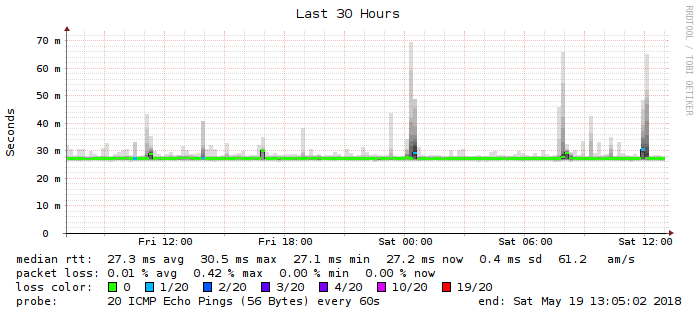 Last 30 Hours
RRDTOOL / TOBI OETIKER
Seconds
70 m
60 m
50 m
40 m
30 m
20 m
10 m
0
Fri 12:00 Fri 18:00 Sat 00:00 Sat 06:00 Sat 12:00
median rtt: 27.3 ms avg 30.5 ms max 27.1 ms min 27.2 ms now 0.4 ms sd 61.2 am/s
packet loss: 0.01 % avg 0.42 % max 0.00 % min 0.00 % now
loss color: 0 1/20 2/20 3/20 4/20 10/20 19/20
probe: 20 ICMP Echo Pings (56 Bytes) every 60s end: Sat May 19 13:05:02 2018